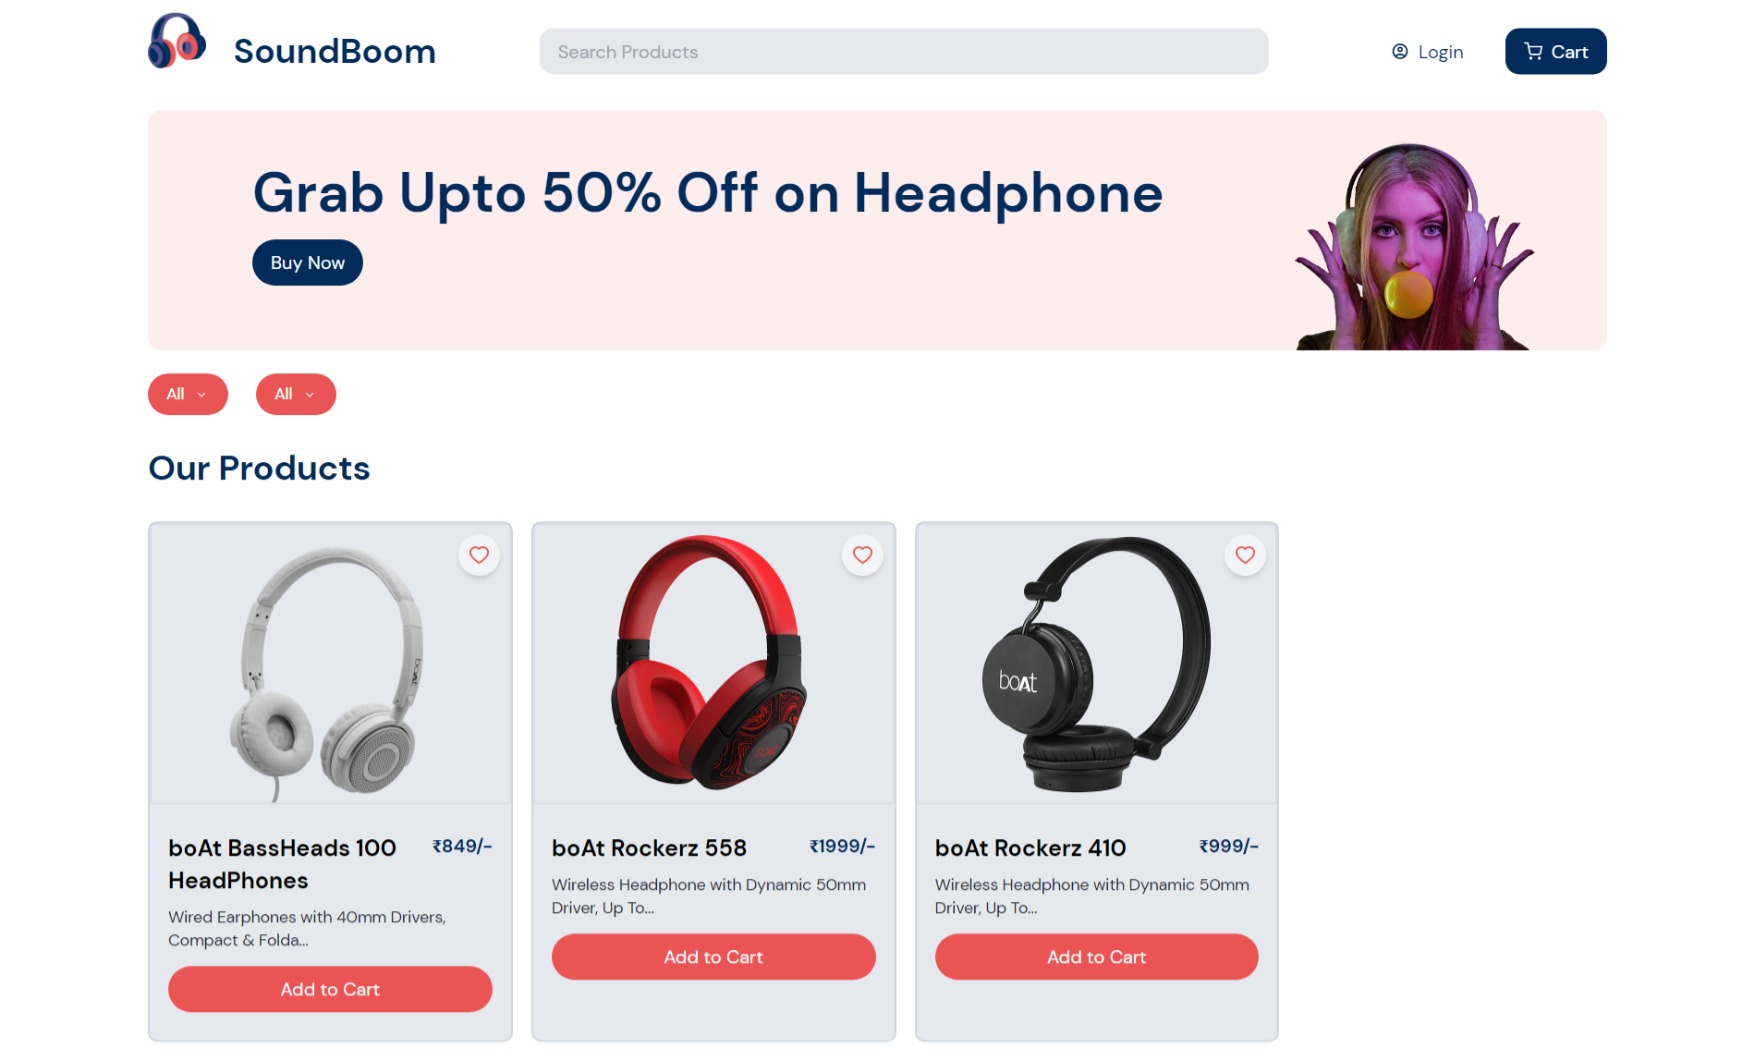 SoundBoom
Search Products
Login
Cart
Grab Upto 50% Off on Headphone
Buy Now
All
All
Our Products
boAt
boAt
boAt
boAt BassHeads 100
HeadPhones
₹849/-
Wired Earphones with 40mm Drivers,
Compact & Folda...
Add to Cart
boAt Rockerz 558
₹1999/-
Wireless Headphone with Dynamic 50mm
Driver, Up To...
Add to Cart
boAt Rockerz 410
₹999/-
Wireless Headphone with Dynamic 50mm
Driver, Up To...
Add to Cart